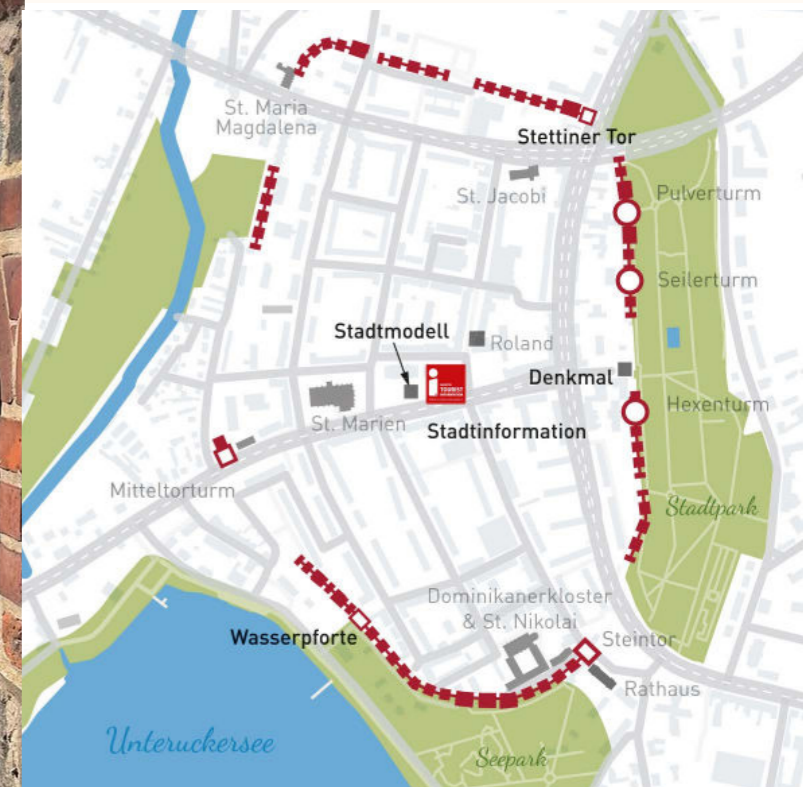 St. Maria
Magdalena
Stettiner Tor
St. Jacobi
Pulverturm
Seilerturm
Stadtmodell
Roland
Denkmal
i
TOURIST
Hexenturm
St. Marien
Stadtinformation
Mitteltorturm
Stadtpark
Dominikanerkloster
& St. Nikolai
Wasserpforte
Steintor
Rathaus
Unteruckersee
Seepark